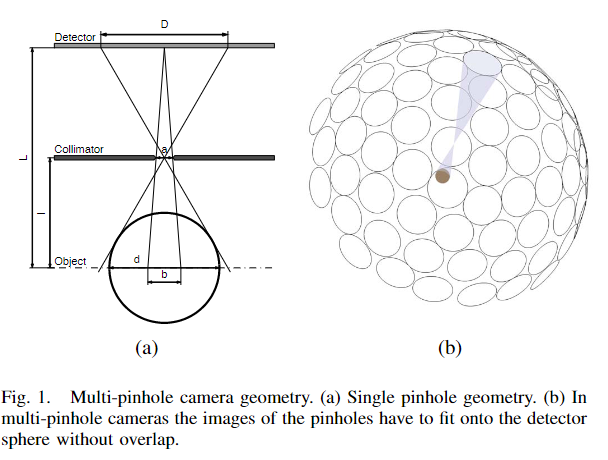 D
Detector
L
Collimator
a
l
Object
d
b
(a)
(b)
Fig. 1. Multi-pinhole camera geometry. (a) Single pinhole geometry. (b) In
multi-pinhole cameras the images of the pinholes have to fit onto the detector
sphere without overlap.